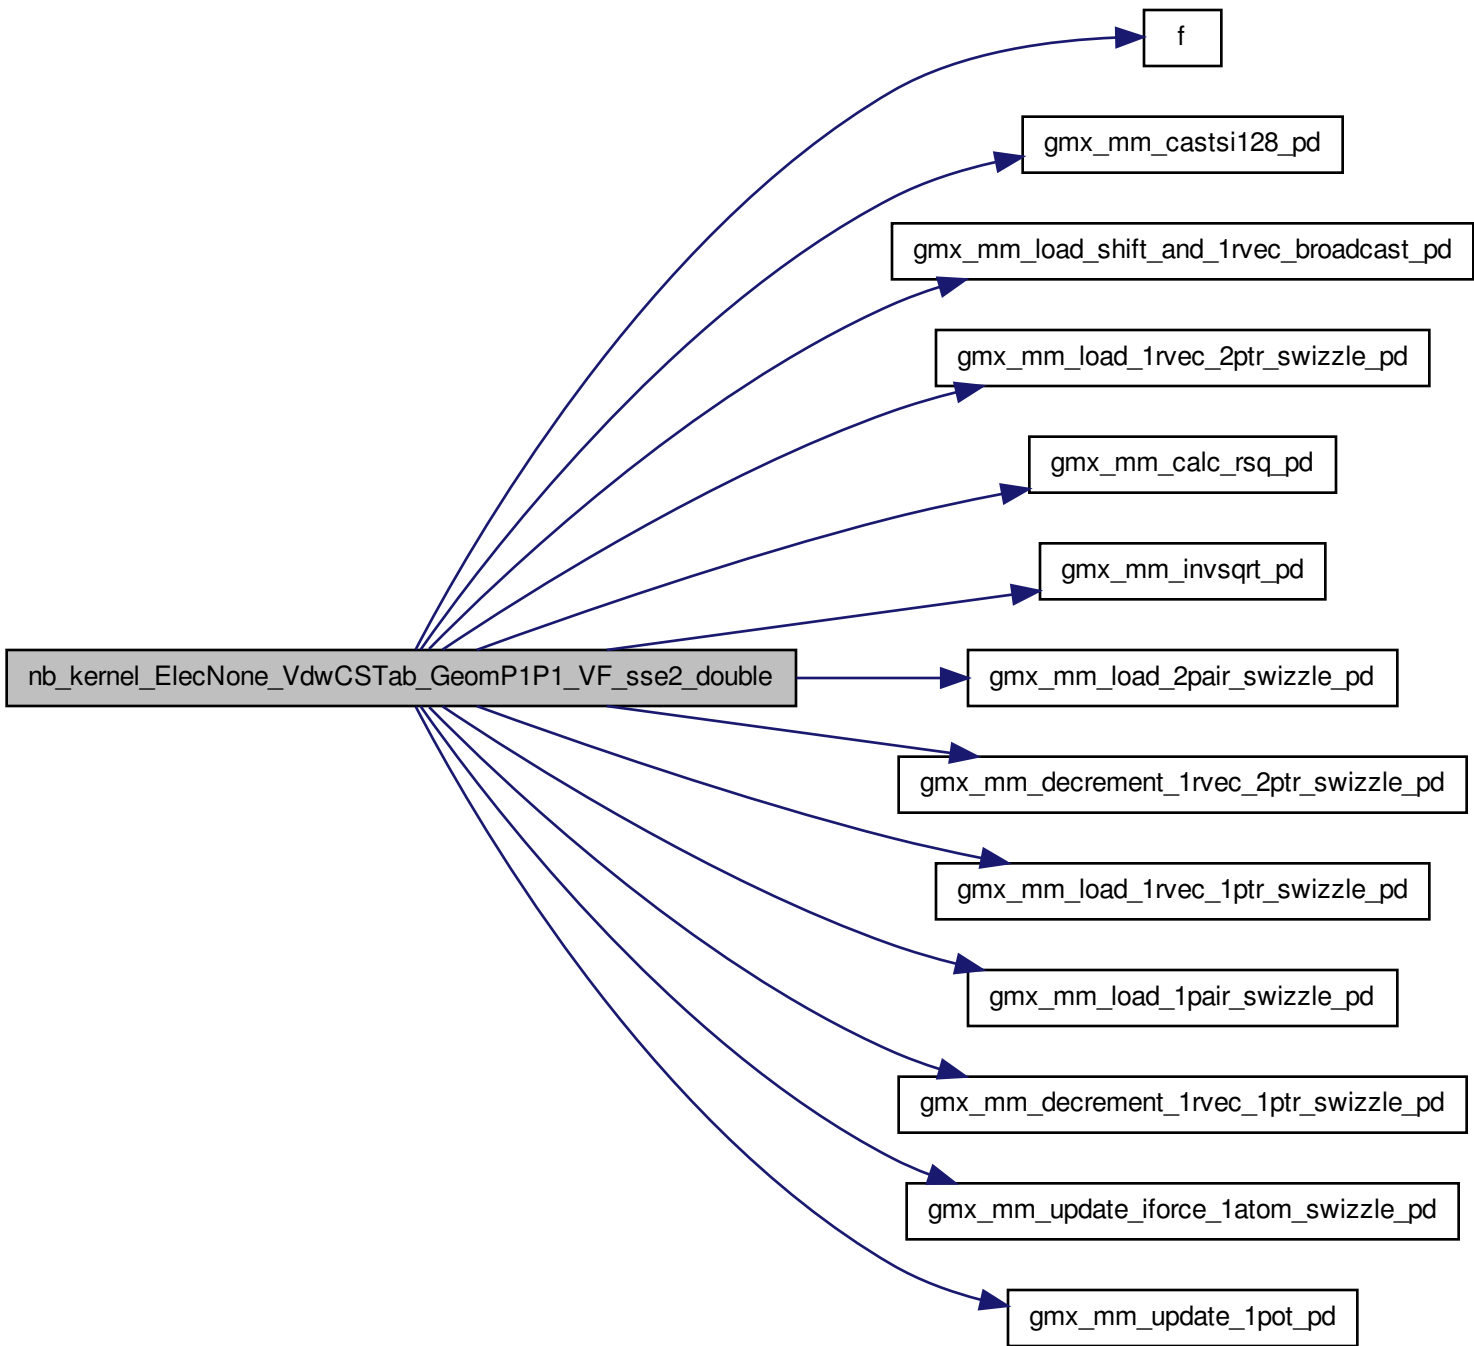 f
gmx_mm_castsi128_pd
gmx_mm_load_shift_and_1rvec_broadcast_pd
gmx_mm_load_1rvec_2ptr_swizzle_pd
gmx_mm_calc_rsq_pd
gmx_mm_invsqrt_pd
nb_kernel_ElecNone_VdwCSTab_GeomP1P1_VF_sse2_double
gmx_mm_load_2pair_swizzle_pd
gmx_mm_decrement_1rvec_2ptr_swizzle_pd
gmx_mm_load_1rvec_1ptr_swizzle_pd
gmx_mm_load_1pair_swizzle_pd
gmx_mm_decrement_1rvec_1ptr_swizzle_pd
gmx_mm_update_iforce_1atom_swizzle_pd
gmx_mm_update_1pot_pd